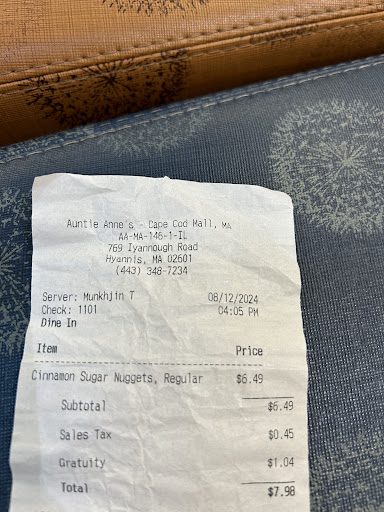 Auntie Anne's - Cape Cod Mall, MA
AA-MA-146-1-IL
769 Iyannough Road
Hyannis, MA 02601
(443) 348-7234
Server: Munkhjin T 08/12/2024
Check: 1101 04:05 PM
Dine In
Item Price
Cinnamon Sugar Nuggets, Regular $6.49
Subtotal $6.49
Sales Tax $0.45
Gratuity $1.04
Total $7.98